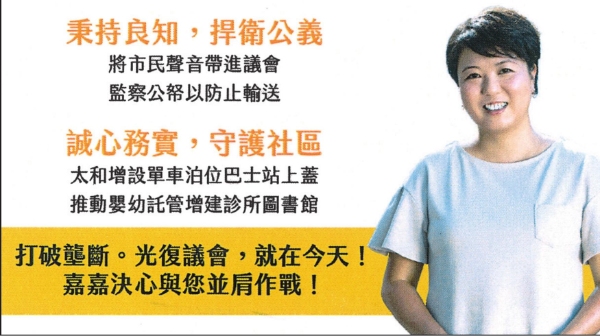 秉持良知，捍衛公義
將市民聲音帶進議會
監察公帑以防止輸送
誠心務實，守護社區
太和增設單車泊位巴士站上蓋
推動嬰幼託管增建診所圖書館
打破壟斷。光復議會，就在今天！
嘉嘉決心與您並肩作戰！